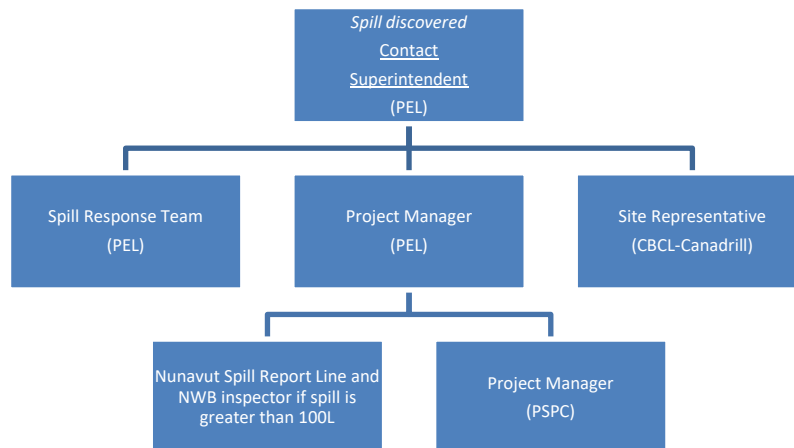 Spill discovered
Contact
Superintendent
(PEL)
Spill Response Team
(PEL)
Project Manager
(PEL)
Site Representative
(CBCL-Canadrill)
Nunavut Spill Report Line and
NWB inspector if spill is
greater than 100L
Project Manager
(PSPC)